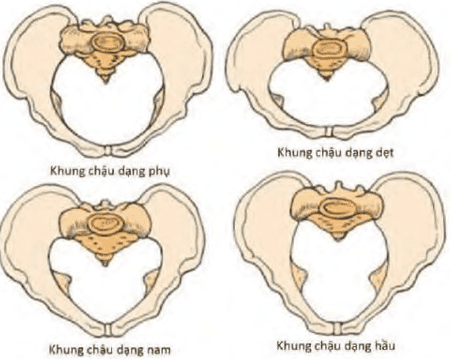 Khung chậu dạng phụ
Khung chậu dạng dẹt
Khung chậu dạng nam
Khung chậu dạng hầu